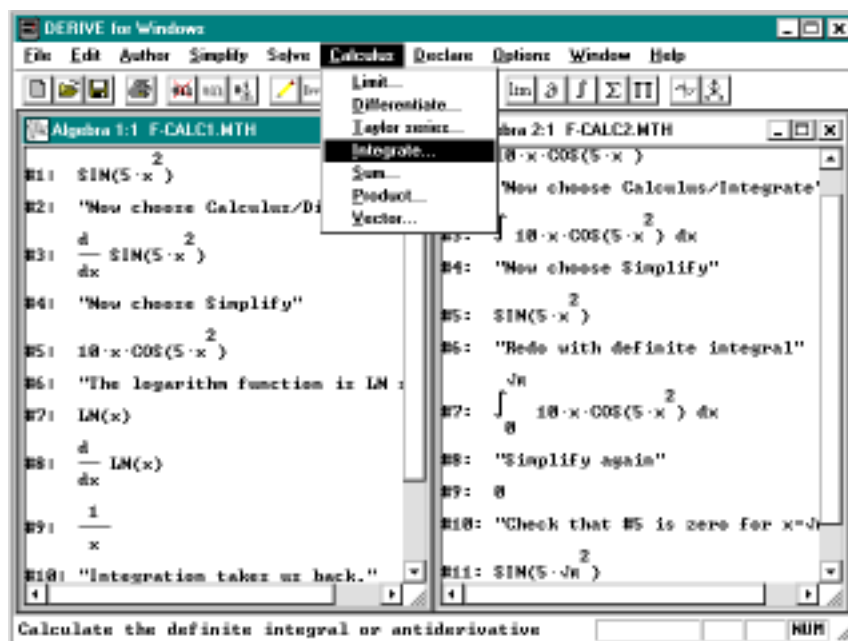 DERIVE for Windows
File Edit Author Simplify Solve Calculus Declare Options Window Help
lim ∂ ∫ Σ Π
Limit...
Differentiate...
Taylor series...
Integrate...
Sum...
Product...
Vector...
Algebra 1:1 F-CALC1.MTH
#1: SIN(5·x²)
#2: "Now choose Calculus/Di
#3: d/dx SIN(5·x²)
#4: "Now choose Simplify"
#5: 10·x·COS(5·x²)
#6: "The logarithm function is LN
#7: LN(x)
#8: d/dx LN(x)
#9: 1/x
#10: "Integration takes us back."
bra 2:1 F-CALC2.MTH
10·x·COS(5·x²)
"Now choose Calculus/Integrate"
#3: ∫ 10·x·COS(5·x²) dx
#4: "Now choose Simplify"
#5: SIN(5·x²)
#6: "Redo with definite integral"
#7: ∫₀^√π 10·x·COS(5·x²) dx
#8: "Simplify again"
#9: 0
#10: "Check that #5 is zero for x=√π
#11: SIN(5·√π²)
Calculate the definite integral or antiderivative NUM